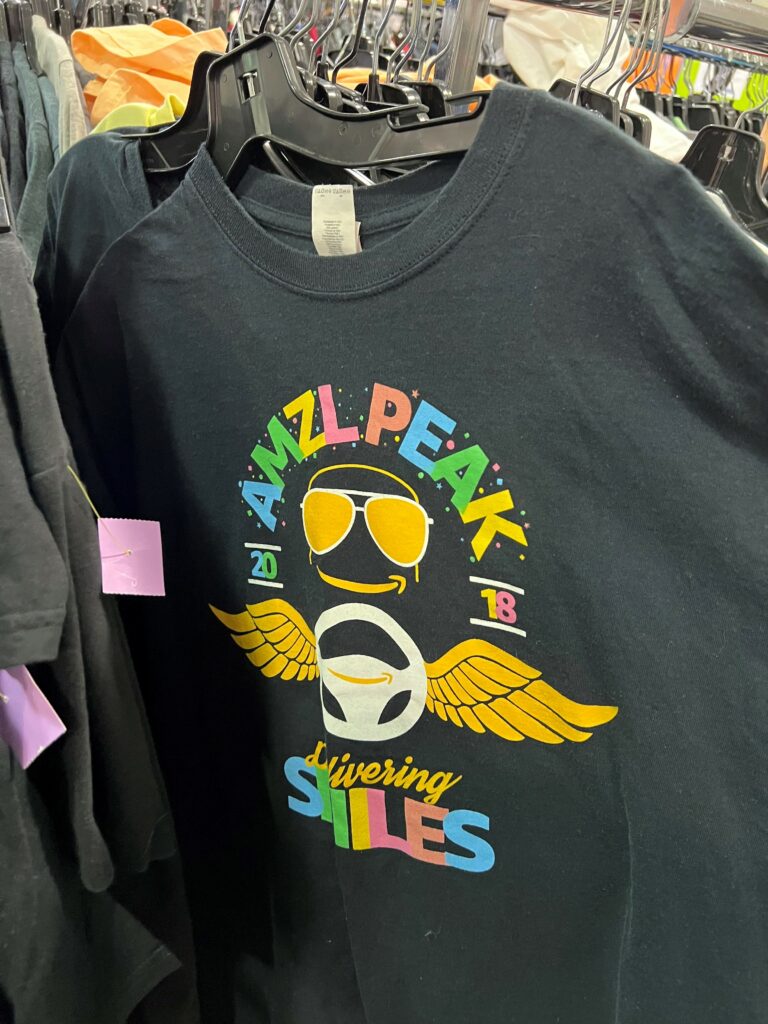 AMZL PEAK
20
18
Delivering
SMILES